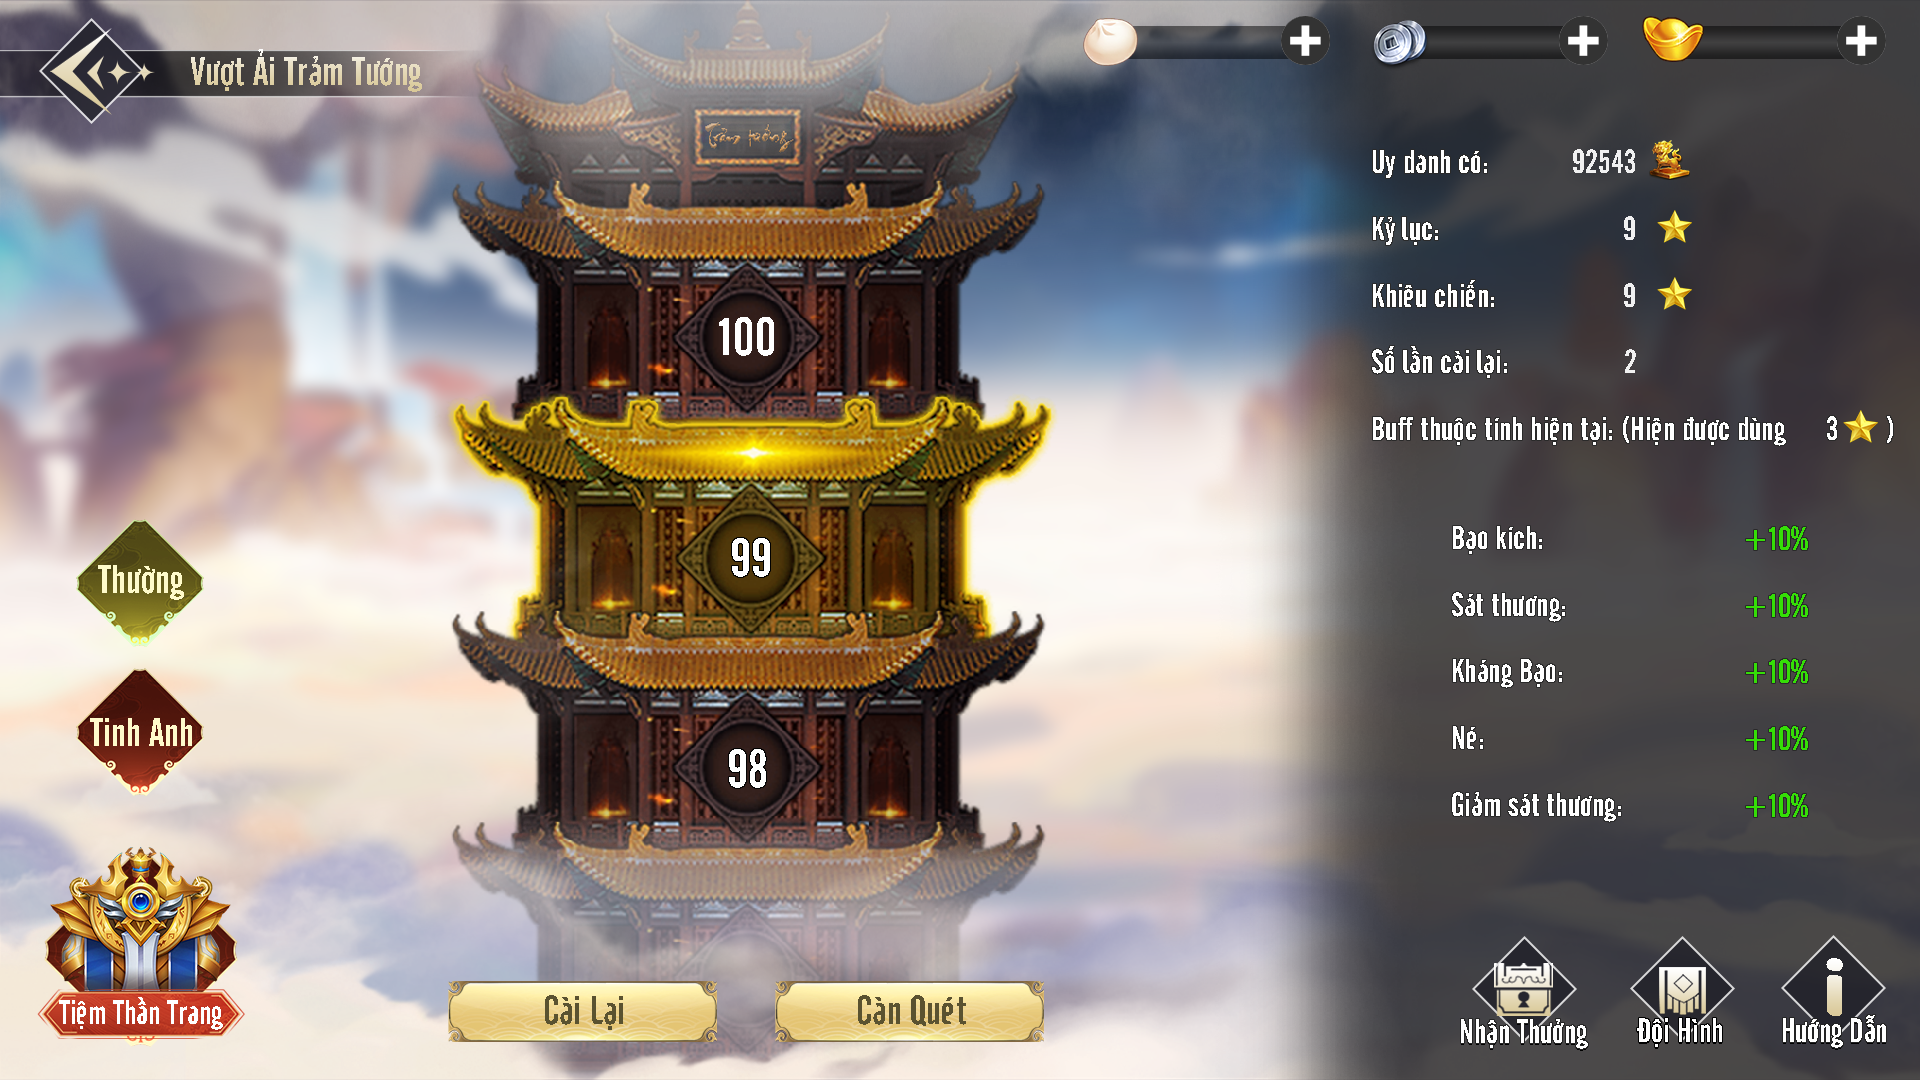 Vượt Ải Trảm Tướng
Trảm tướng
Uy danh có: 92543
Kỷ lục: 9
Khiêu chiến: 9
Số lần cài lại: 2
Buff thuộc tính hiện tại: (Hiện được dùng 3 )
100
99
98
Bạo kích: +10%
Sát thương: +10%
Kháng Bạo: +10%
Né: +10%
Giảm sát thương: +10%
Thường
Tinh Anh
Tiệm Thần Trang
Cài Lại
Càn Quét
Nhận Thưởng
Đội Hình
Hướng Dẫn